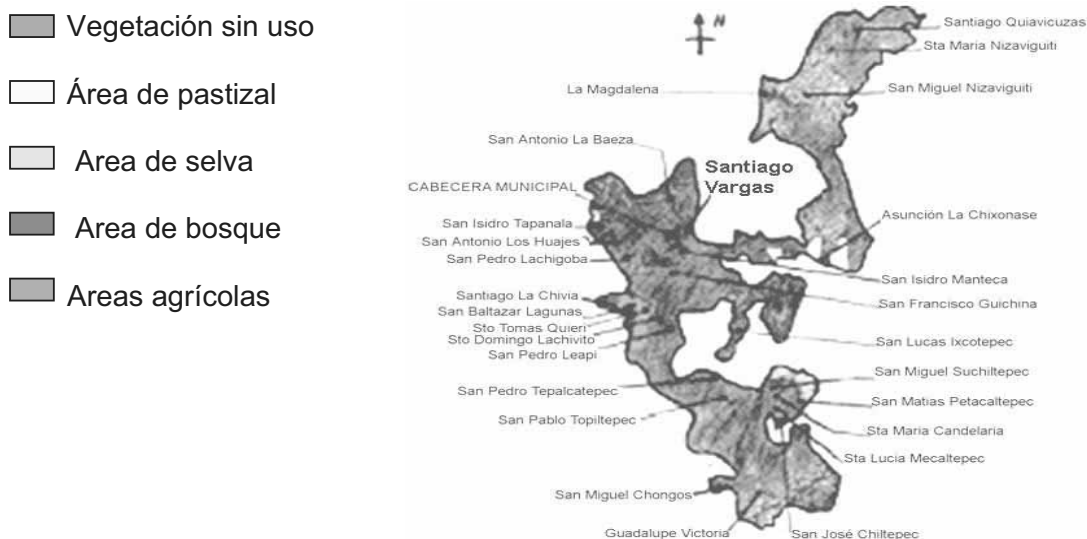 Vegetación sin uso
Área de pastizal
Area de selva
Area de bosque
Areas agrícolas
N
Santiago Quiavicuzas
Sta Maria Nizaviguiti
La Magdalena
San Miguel Nizaviguiti
San Antonio La Baeza
Santiago
Vargas
CABECERA MUNICIPAL
San Isidro Tapanala
Asunción La Chixonase
San Antonio Los Huajes
San Pedro Lachigoba
San Isidro Manteca
Santiago La Chivia
San Francisco Guichina
San Baltazar Lagunas
Sto Tomas Quieri
Sto Domingo Lachivito
San Lucas Ixcotepec
San Pedro Leapi
San Miguel Suchiltepec
San Pedro Tepalcatepec
San Matias Petacaltepec
San Pablo Topiltepec
Sta Maria Candelaria
Sta Lucia Mecaltepec
San Miguel Chongos
Guadalupe Victoria
San José Chiltepec